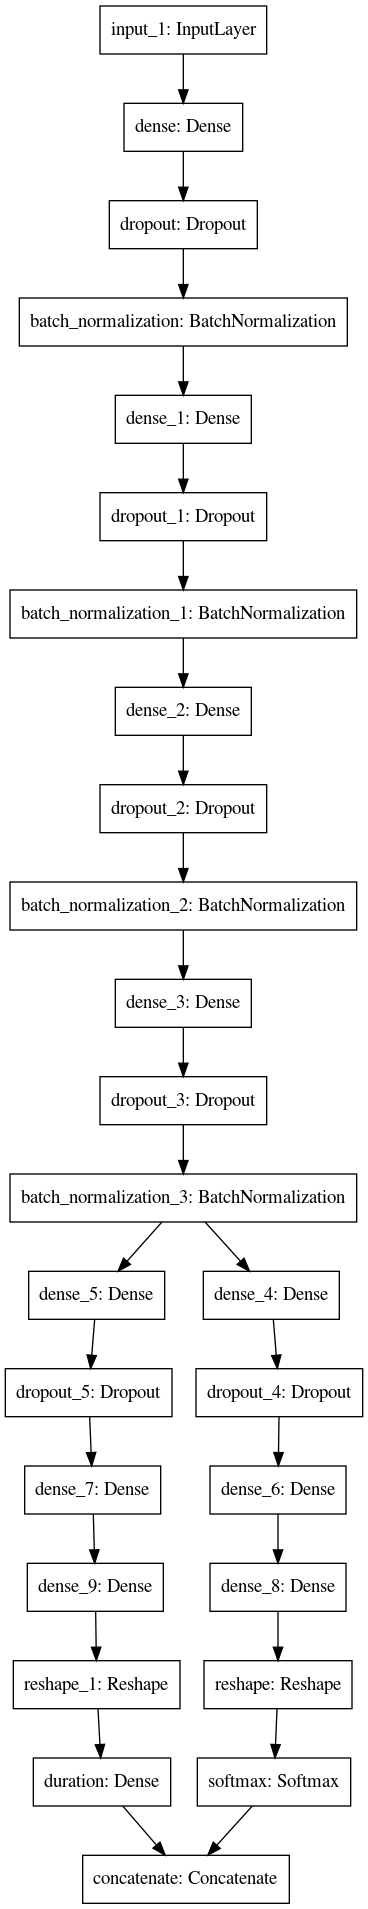 input_1: InputLayer
dense: Dense
dropout: Dropout
batch_normalization: BatchNormalization
dense_1: Dense
dropout_1: Dropout
batch_normalization_1: BatchNormalization
dense_2: Dense
dropout_2: Dropout
batch_normalization_2: BatchNormalization
dense_3: Dense
dropout_3: Dropout
batch_normalization_3: BatchNormalization
dense_5: Dense
dense_4: Dense
dropout_5: Dropout
dropout_4: Dropout
dense_7: Dense
dense_6: Dense
dense_9: Dense
dense_8: Dense
reshape_1: Reshape
reshape: Reshape
duration: Dense
softmax: Softmax
concatenate: Concatenate